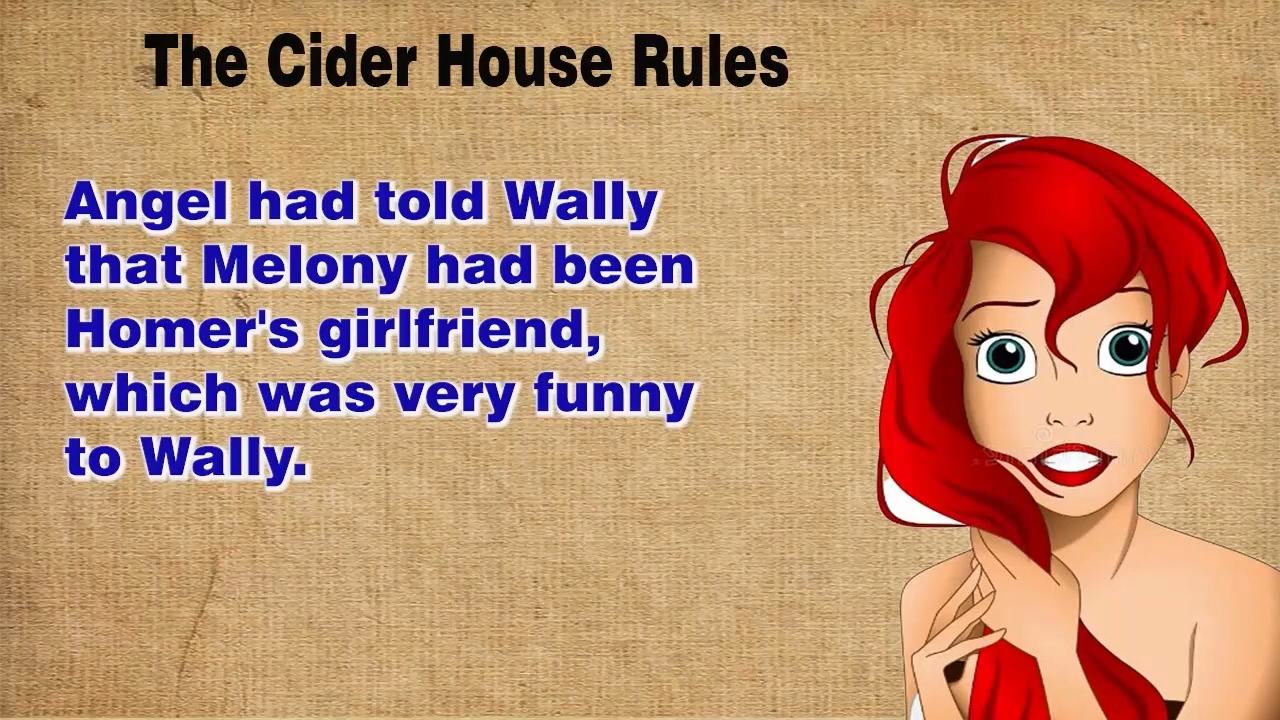 The Cider House Rules
Angel had told Wally
that Melony had been
Homer's girlfriend,
which was very funny
to Wally.